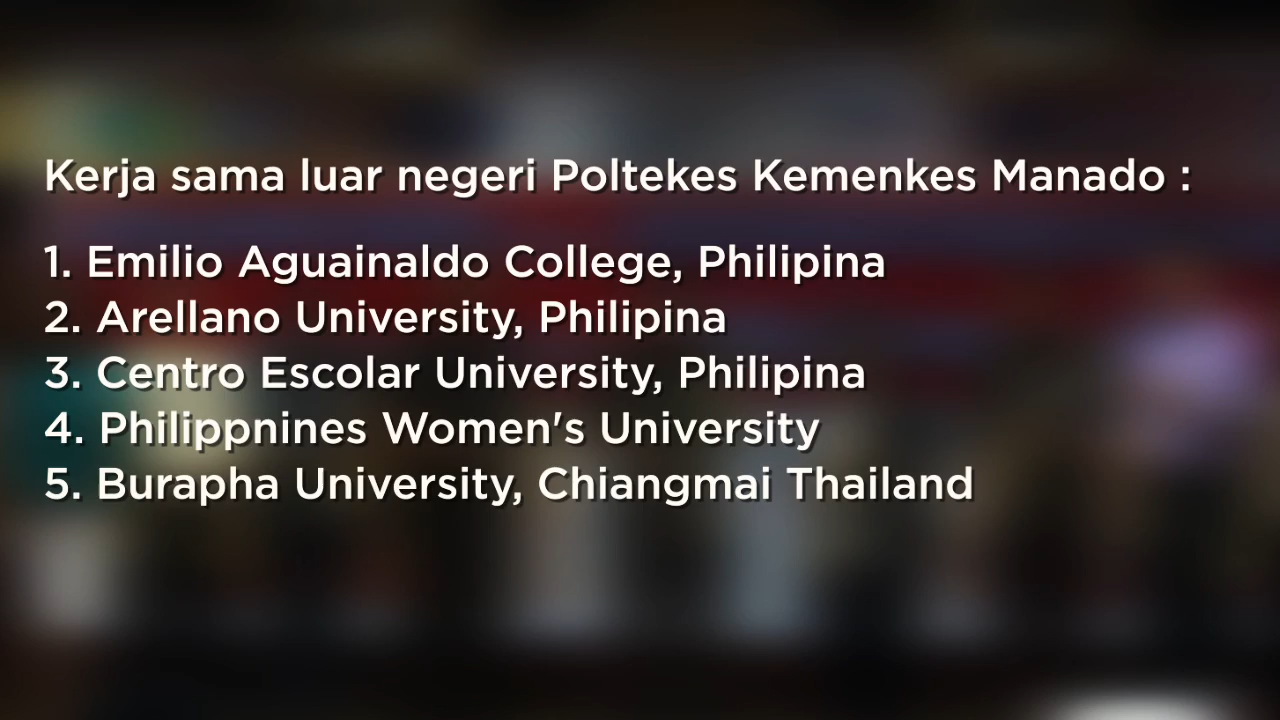 Kerja sama luar negeri Poltekes Kemenkes Manado :
1. Emilio Aguainaldo College, Philipina
2. Arellano University, Philipina
3. Centro Escolar University, Philipina
4. Philippnines Women's University
5. Burapha University, Chiangmai Thailand